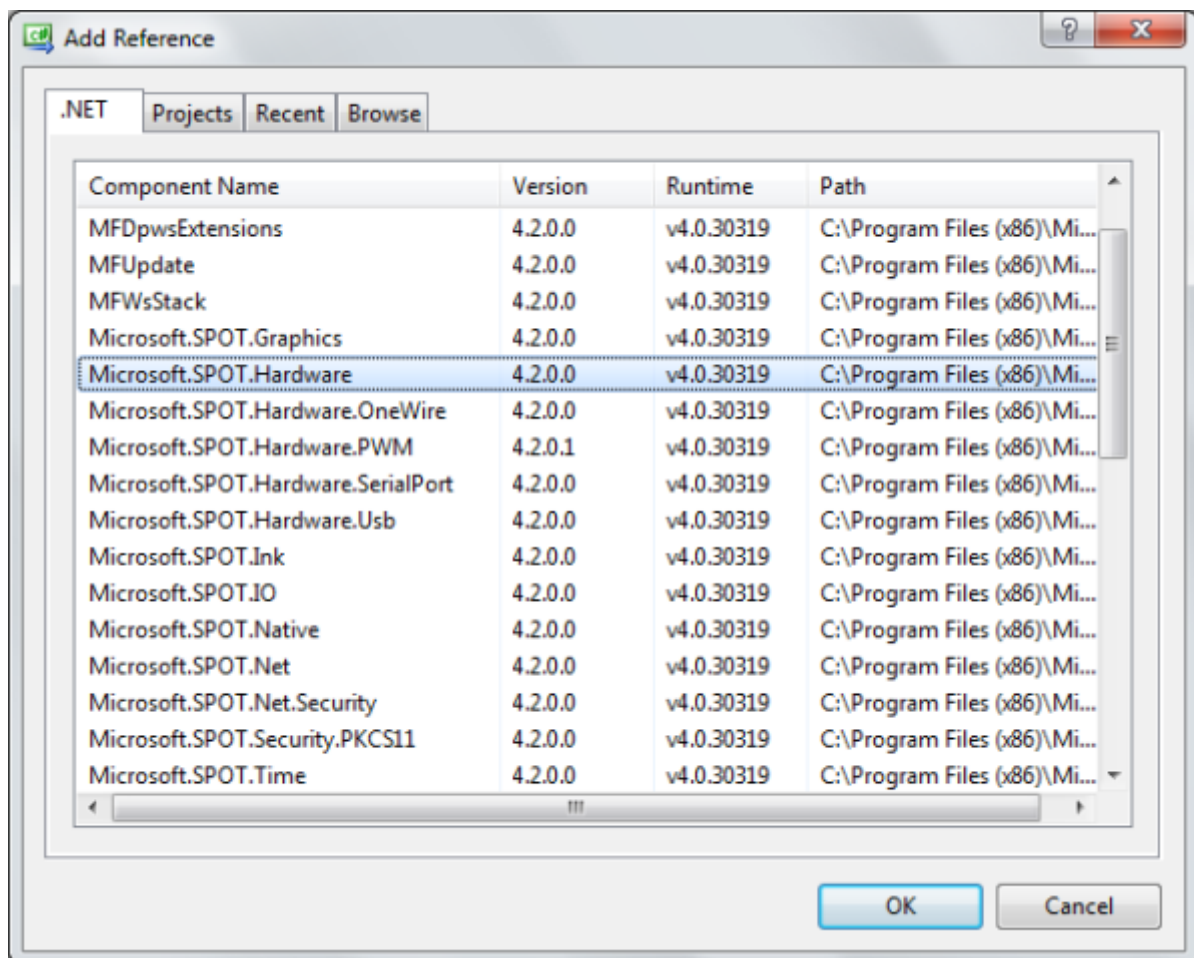 Add Reference
.NET Projects Recent Browse
Component Name Version Runtime Path
MFDpwsExtensions 4.2.0.0 v4.0.30319 C:\Program Files (x86)\Mi...
MFUpdate 4.2.0.0 v4.0.30319 C:\Program Files (x86)\Mi...
MFWsStack 4.2.0.0 v4.0.30319 C:\Program Files (x86)\Mi...
Microsoft.SPOT.Graphics 4.2.0.0 v4.0.30319 C:\Program Files (x86)\Mi...
Microsoft.SPOT.Hardware 4.2.0.0 v4.0.30319 C:\Program Files (x86)\Mi...
Microsoft.SPOT.Hardware.OneWire 4.2.0.0 v4.0.30319 C:\Program Files (x86)\Mi...
Microsoft.SPOT.Hardware.PWM 4.2.0.1 v4.0.30319 C:\Program Files (x86)\Mi...
Microsoft.SPOT.Hardware.SerialPort 4.2.0.0 v4.0.30319 C:\Program Files (x86)\Mi...
Microsoft.SPOT.Hardware.Usb 4.2.0.0 v4.0.30319 C:\Program Files (x86)\Mi...
Microsoft.SPOT.Ink 4.2.0.0 v4.0.30319 C:\Program Files (x86)\Mi...
Microsoft.SPOT.IO 4.2.0.0 v4.0.30319 C:\Program Files (x86)\Mi...
Microsoft.SPOT.Native 4.2.0.0 v4.0.30319 C:\Program Files (x86)\Mi...
Microsoft.SPOT.Net 4.2.0.0 v4.0.30319 C:\Program Files (x86)\Mi...
Microsoft.SPOT.Net.Security 4.2.0.0 v4.0.30319 C:\Program Files (x86)\Mi...
Microsoft.SPOT.Security.PKCS11 4.2.0.0 v4.0.30319 C:\Program Files (x86)\Mi...
Microsoft.SPOT.Time 4.2.0.0 v4.0.30319 C:\Program Files (x86)\Mi...
OK Cancel